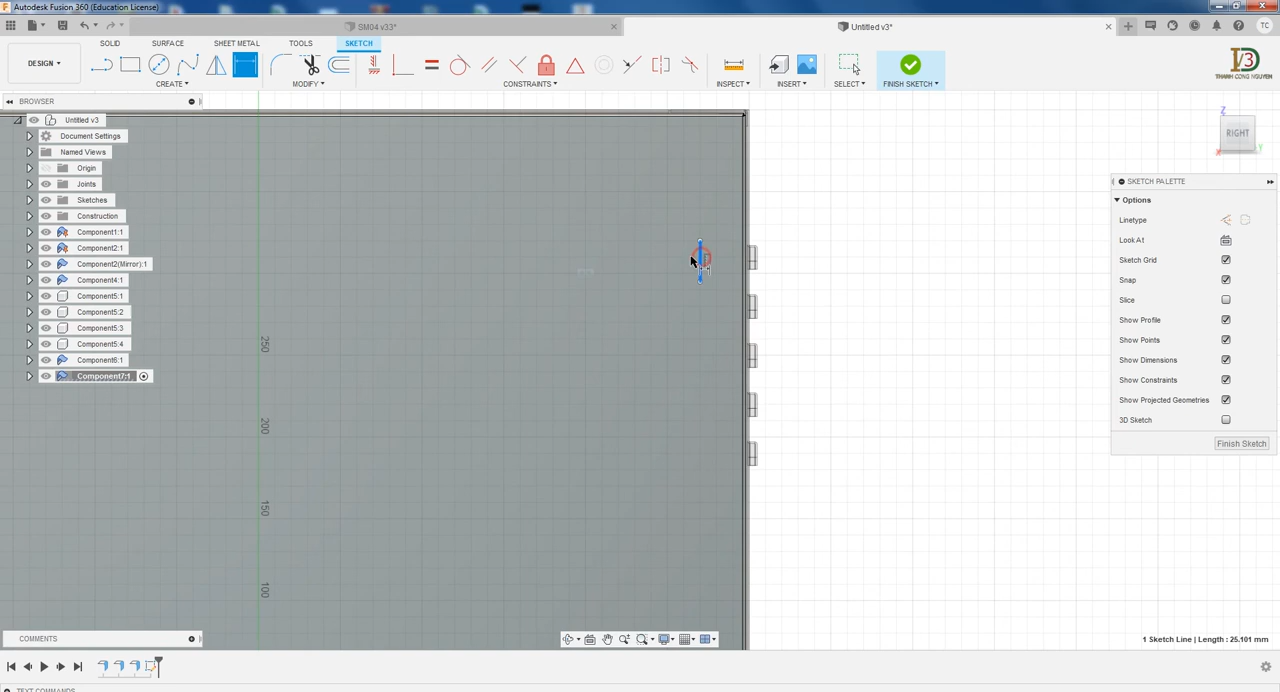 Autodesk Fusion 360 (Education License)
SM04 v33*
Untitled v3*
TC
SOLID
SURFACE
SHEET METAL
TOOLS
SKETCH
DESIGN
CREATE
MODIFY
CONSTRAINTS
INSPECT
INSERT
SELECT
FINISH SKETCH
THANH CONG NGUYEN
BROWSER
Untitled v3
Document Settings
Named Views
Origin
Joints
Sketches
Construction
Component1:1
Component2:1
Component2(Mirror):1
Component4:1
Component5:1
Component5:2
Component5:3
Component5:4
Component6:1
Component7:1
250
200
150
100
Z
RIGHT
X
Y
SKETCH PALETTE
Options
Linetype
Look At
Sketch Grid
Snap
Slice
Show Profile
Show Points
Show Dimensions
Show Constraints
Show Projected Geometries
3D Sketch
Finish Sketch
COMMENTS
1 Sketch Line | Length : 25.101 mm
TEXT COMMANDS